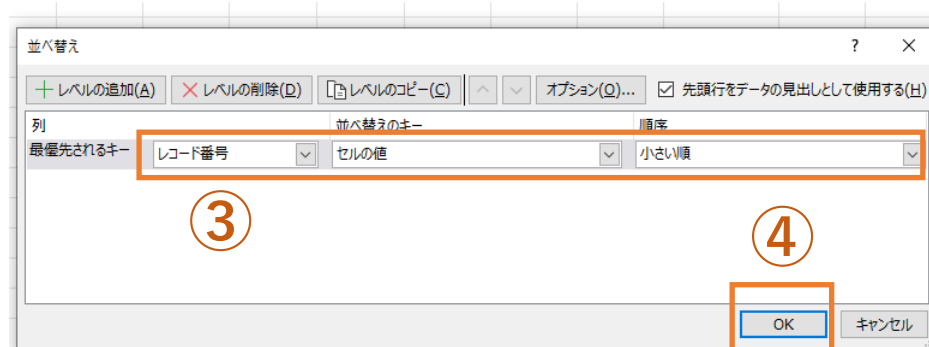 並べ替え ? ×
レベルの追加(A) レベルの削除(D) レベルのコピー(C) オプション(O)... 先頭行をデータの見出しとして使用する(H)
列 並べ替えのキー 順序
最優先されるキー レコード番号 セルの値 小さい順
③
④
OK キャンセル